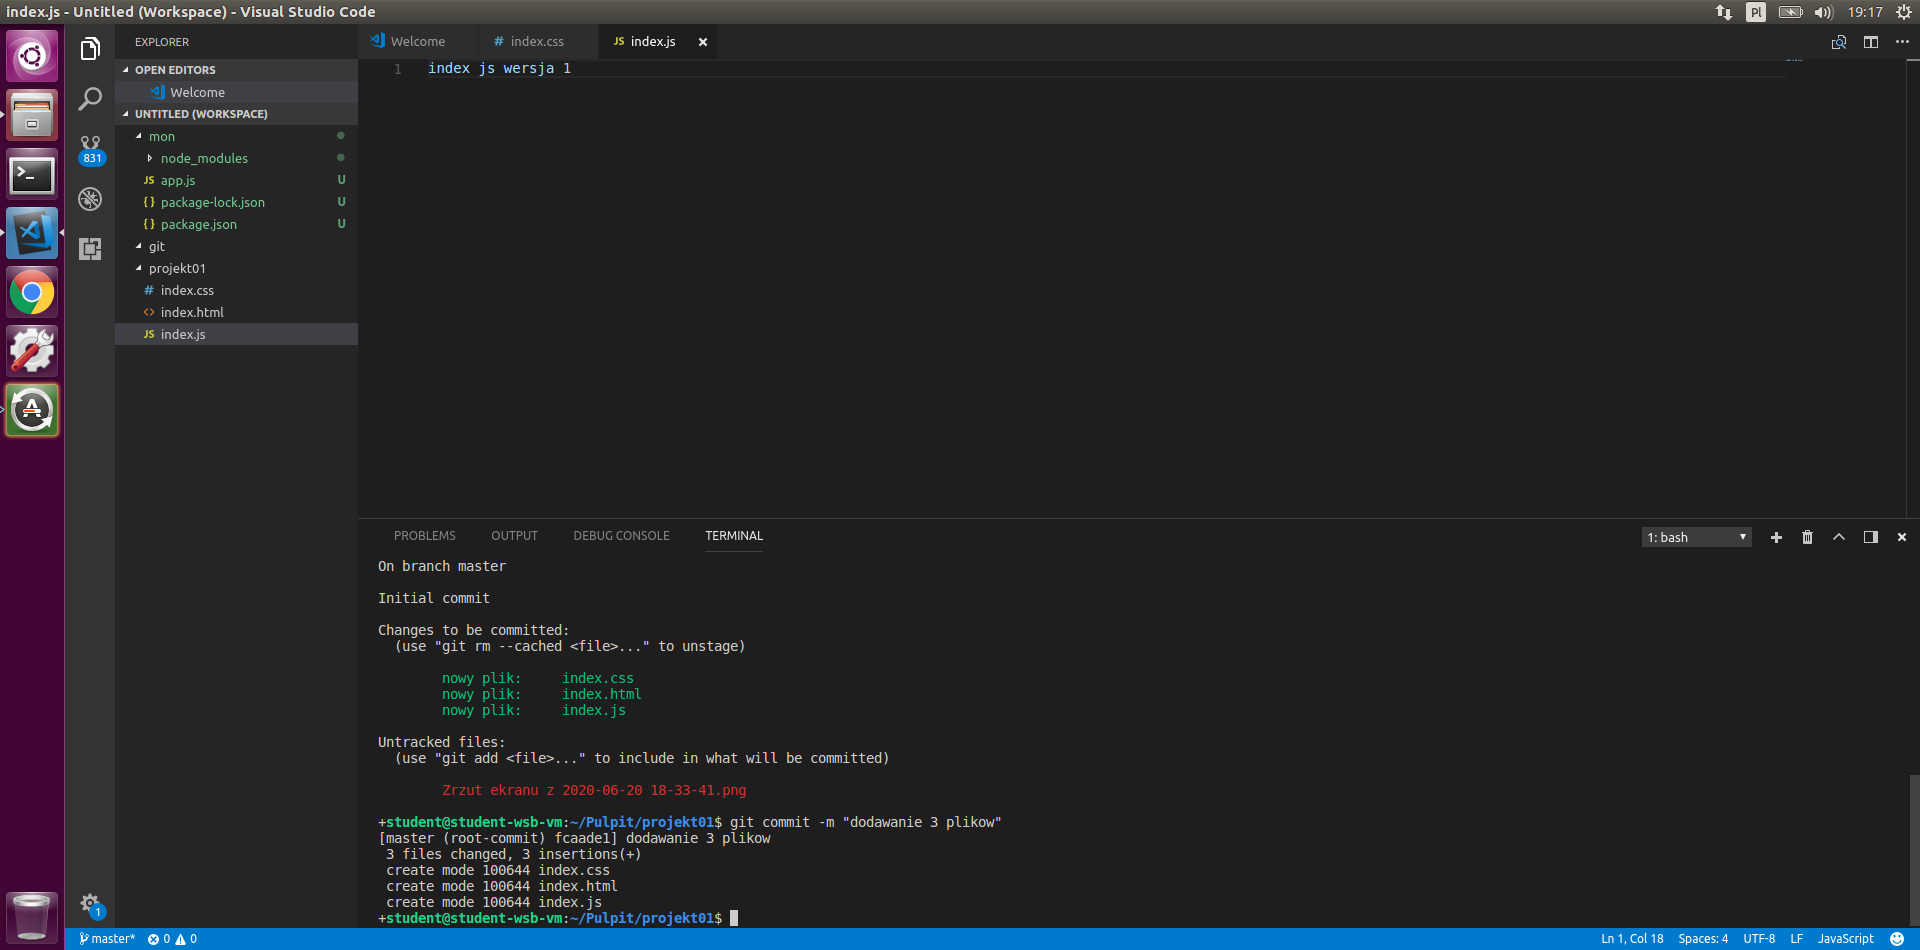 index.js - Untitled (Workspace) - Visual Studio Code
Pl
19:17
EXPLORER
OPEN EDITORS
Welcome
UNTITLED (WORKSPACE)
mon
node_modules
JS app.js U
{} package-lock.json U
{} package.json U
git
projekt01
# index.css
<> index.html
JS index.js
831
1
Welcome
# index.css
JS index.js
1 index js wersja 1
PROBLEMS OUTPUT DEBUG CONSOLE TERMINAL
1: bash
On branch master
Initial commit
Changes to be committed:
(use "git rm --cached <file>..." to unstage)
nowy plik: index.css
nowy plik: index.html
nowy plik: index.js
Untracked files:
(use "git add <file>..." to include in what will be committed)
Zrzut ekranu z 2020-06-20 18-33-41.png
+student@student-wsb-vm:~/Pulpit/projekt01$ git commit -m "dodawanie 3 plikow"
[master (root-commit) fcaade1] dodawanie 3 plikow
3 files changed, 3 insertions(+)
create mode 100644 index.css
create mode 100644 index.html
create mode 100644 index.js
+student@student-wsb-vm:~/Pulpit/projekt01$
master* 0 0
Ln 1, Col 18 Spaces: 4 UTF-8 LF JavaScript